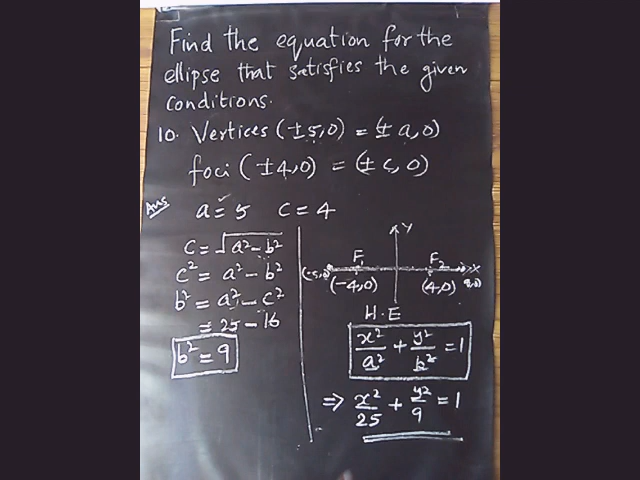 Find the equation for the
ellipse that satisfies the given
conditions.
10. Vertices (±5,0) = (± a,0)
foci (±4,0) = (± c, 0)
Ans
a = 5 c = 4
c = √a² − b²
c² = a² − b²
b² = a² − c²
= 25 − 16
b² = 9
Y
F₁ F₂
X
(-5,0) (-4,0) (4,0)
H.E
x²/a² + y²/b² = 1
⇒ x²/25 + y²/9 = 1